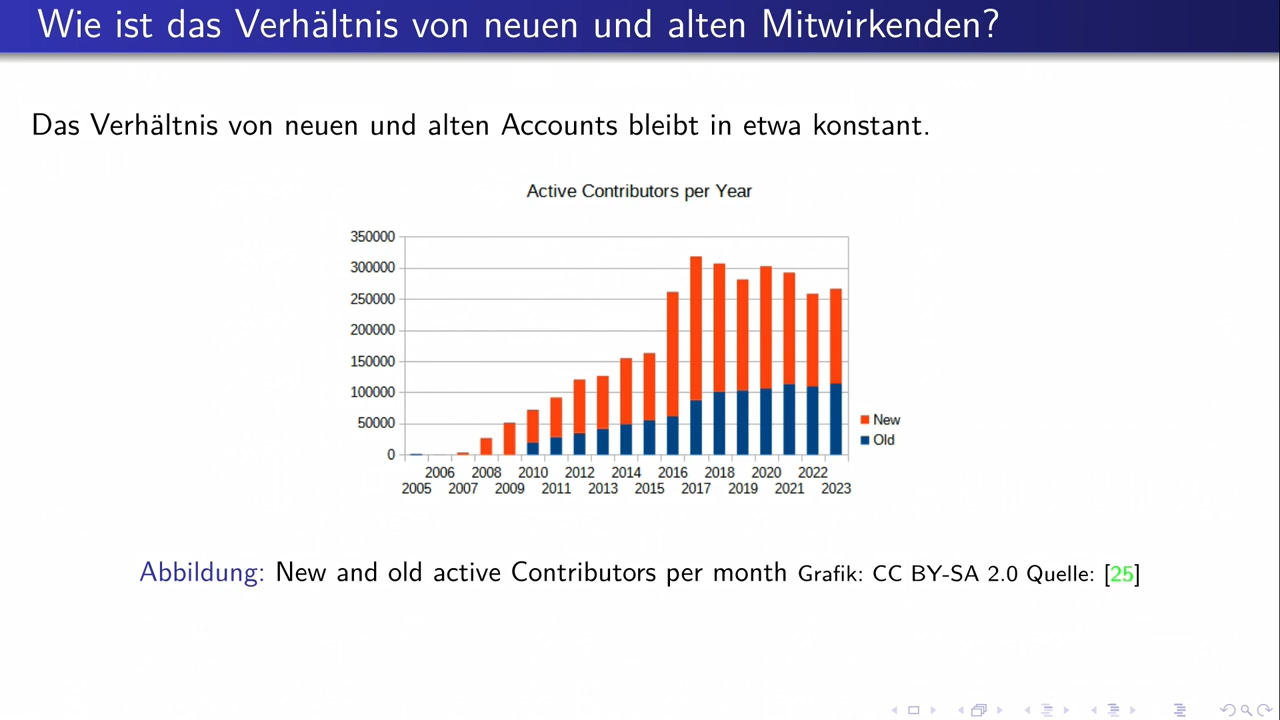 Wie ist das Verhältnis von neuen und alten Mitwirkenden?
Das Verhältnis von neuen und alten Accounts bleibt in etwa konstant.
Active Contributors per Year
350000
300000
250000
200000
150000
100000
50000
0
New
Old
2006 2008 2010 2012 2014 2016 2018 2020 2022
2005 2007 2009 2011 2013 2015 2017 2019 2021 2023
Abbildung: New and old active Contributors per month Grafik: CC BY-SA 2.0 Quelle: [25]